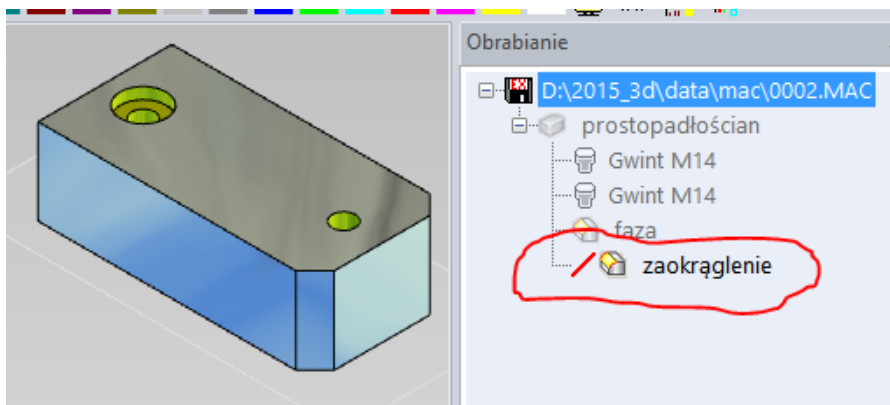 Obrabianie
D:\2015_3d\data\mac\0002.MAC
prostopadłościan
Gwint M14
Gwint M14
faza
zaokrąglenie